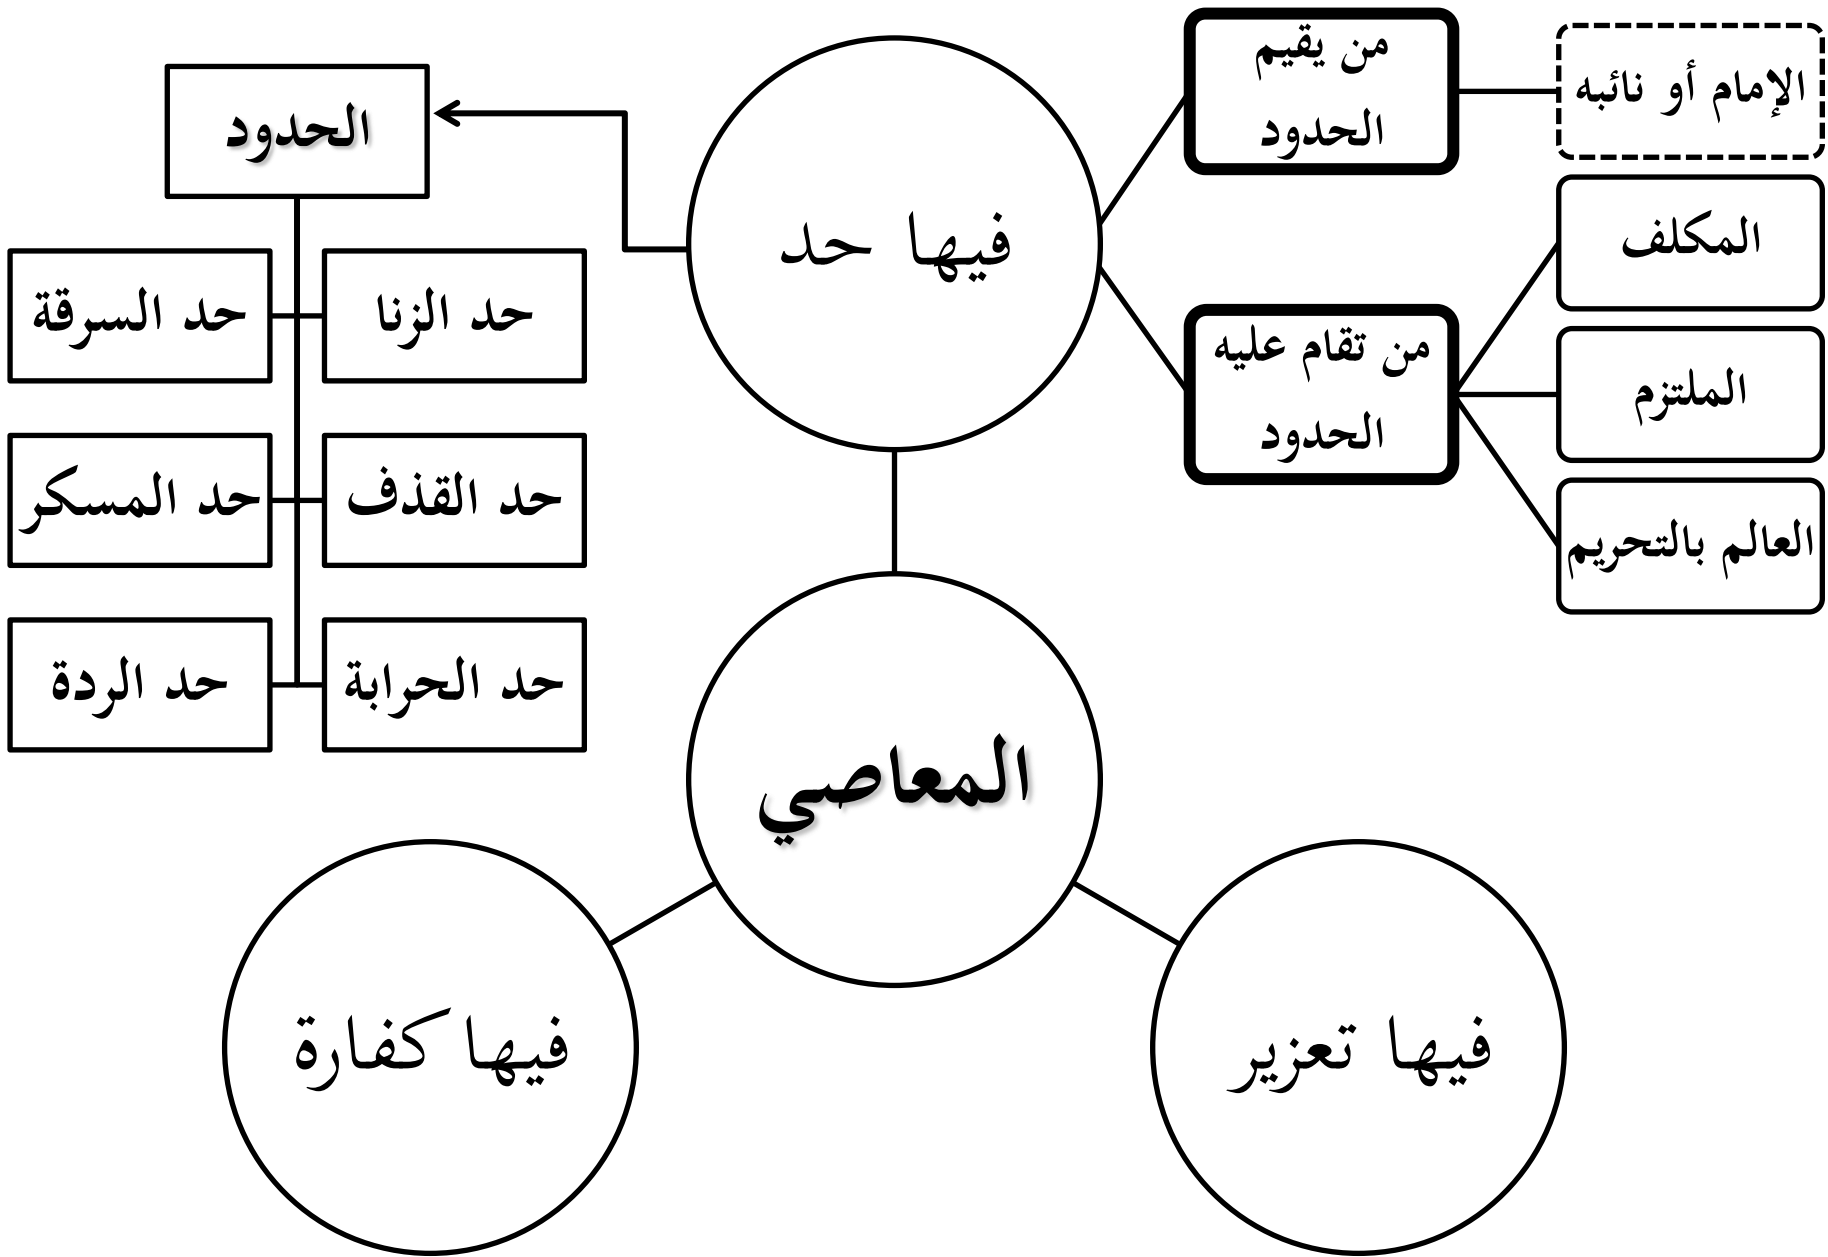 من يقيم
الحدود
الإمام أو نائبه
المكلف
من تقام عليه
الحدود
الملتزم
العالم بالتحريم
فيها حد
الحدود
حد الزنا
حد السرقة
حد القذف
حد المسكر
حد الحرابة
حد الردة
المعاصي
فيها تعزير
فيها كفارة